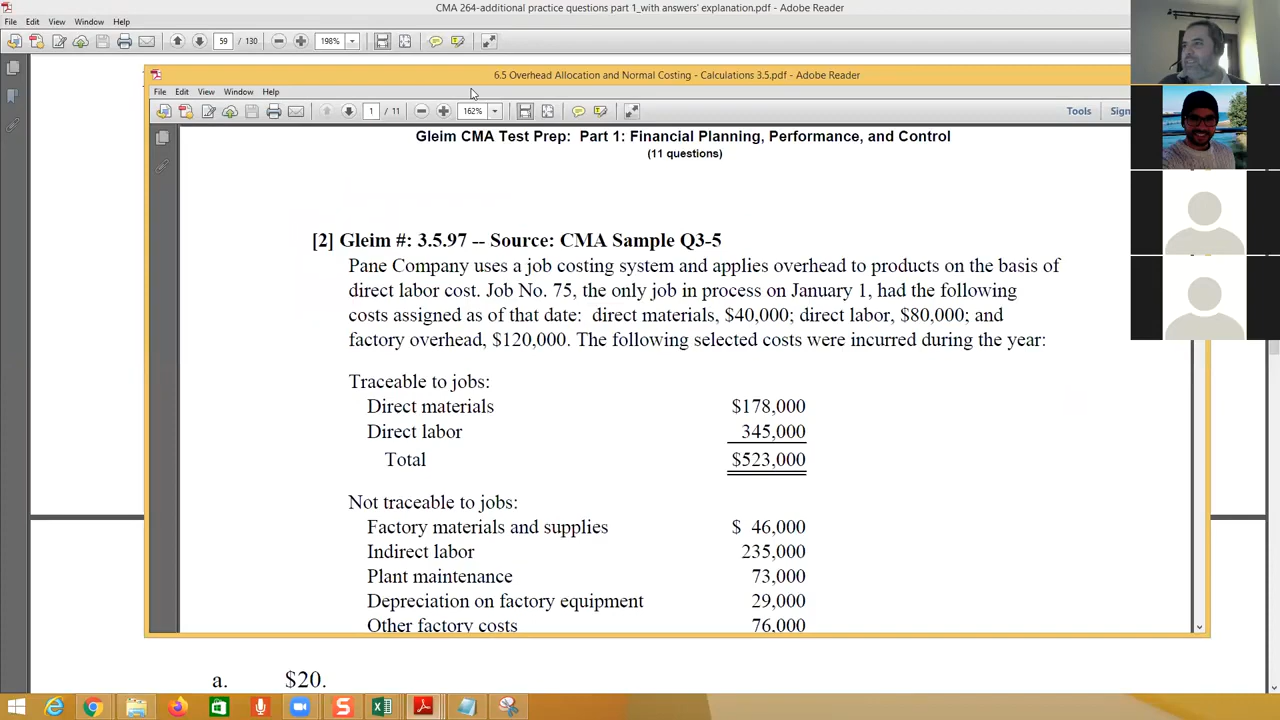 CMA 264-additional practice questions part 1_with answers' explanation.pdf - Adobe Reader
File Edit View Window Help
59 / 130 198%
6.5 Overhead Allocation and Normal Costing - Calculations 3.5.pdf - Adobe Reader
File Edit View Window Help
1 / 11 162% Tools Sign
Gleim CMA Test Prep: Part 1: Financial Planning, Performance, and Control
(11 questions)
[2] Gleim #: 3.5.97 -- Source: CMA Sample Q3-5
Pane Company uses a job costing system and applies overhead to products on the basis of
direct labor cost. Job No. 75, the only job in process on January 1, had the following
costs assigned as of that date: direct materials, $40,000; direct labor, $80,000; and
factory overhead, $120,000. The following selected costs were incurred during the year:
Traceable to jobs:
Direct materials $178,000
Direct labor 345,000
Total $523,000
Not traceable to jobs:
Factory materials and supplies $ 46,000
Indirect labor 235,000
Plant maintenance 73,000
Depreciation on factory equipment 29,000
Other factory costs 76,000
a. $20.